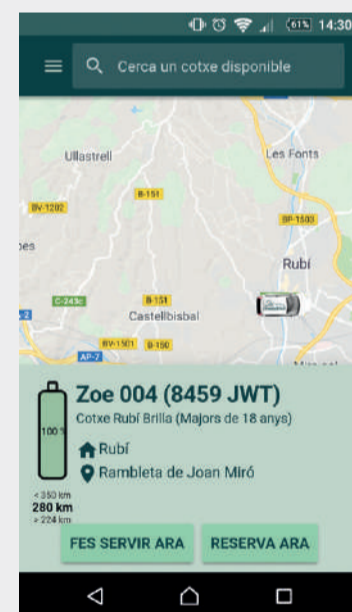 61% 14:30
Cerca un cotxe disponible
Ullastrell
Les Fonts
B-151
BV-1202
BP-1503
Rubí
C-243c
B-151
Castellbisbal
BV-1501
B-150
AP-7
Zoe 004 (8459 JWT)
Cotxe Rubí Brilla (Majors de 18 anys)
100 %
Rubí
Rambleta de Joan Miró
< 350 km
280 km
> 224 km
FES SERVIR ARA
RESERVA ARA